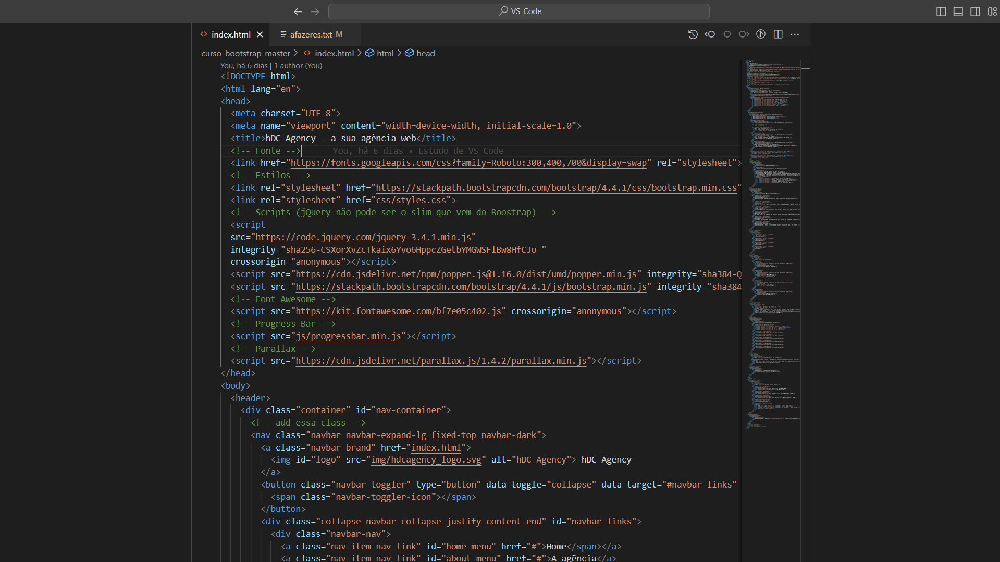 VS_Code
index.html
afazeres.txt M
curso_bootstrap-master > index.html > html > head
You, há 6 dias | 1 author (You)
<!DOCTYPE html>
<html lang="en">
<head>
<meta charset="UTF-8">
<meta name="viewport" content="width=device-width, initial-scale=1.0">
<title>hDC Agency - a sua agência web</title>
<!-- Fonte --> You, há 6 dias • Estudo de VS Code
<link href="https://fonts.googleapis.com/css?family=Roboto:300,400,700&display=swap" rel="stylesheet">
<!-- Estilos -->
<link rel="stylesheet" href="https://stackpath.bootstrapcdn.com/bootstrap/4.4.1/css/bootstrap.min.css"
<link rel="stylesheet" href="css/styles.css">
<!-- Scripts (jQuery não pode ser o slim que vem do Boostrap) -->
<script
src="https://code.jquery.com/jquery-3.4.1.min.js"
integrity="sha256-CSXorXvZcTkaix6Yvo6HppcZGetbYMGWSFlBw8HfCJo="
crossorigin="anonymous"></script>
<script src="https://cdn.jsdelivr.net/npm/popper.js@1.16.0/dist/umd/popper.min.js" integrity="sha384-Q
<script src="https://stackpath.bootstrapcdn.com/bootstrap/4.4.1/js/bootstrap.min.js" integrity="sha384
<!-- Font Awesome -->
<script src="https://kit.fontawesome.com/bf7e05c402.js" crossorigin="anonymous"></script>
<!-- Progress Bar -->
<script src="js/progressbar.min.js"></script>
<!-- Parallax -->
<script src="https://cdn.jsdelivr.net/parallax.js/1.4.2/parallax.min.js"></script>
</head>
<body>
<header>
<div class="container" id="nav-container">
<!-- add essa class -->
<nav class="navbar navbar-expand-lg fixed-top navbar-dark">
<a class="navbar-brand" href="index.html">
<img id="logo" src="img/hdcagency_logo.svg" alt="hDC Agency"> hDC Agency
</a>
<button class="navbar-toggler" type="button" data-toggle="collapse" data-target="#navbar-links"
<span class="navbar-toggler-icon"></span>
</button>
<div class="collapse navbar-collapse justify-content-end" id="navbar-links">
<div class="navbar-nav">
<a class="nav-item nav-link" id="home-menu" href="#">Home</span></a>
<a class="nav-item nav-link" id="about-menu" href="#">A agência</a>